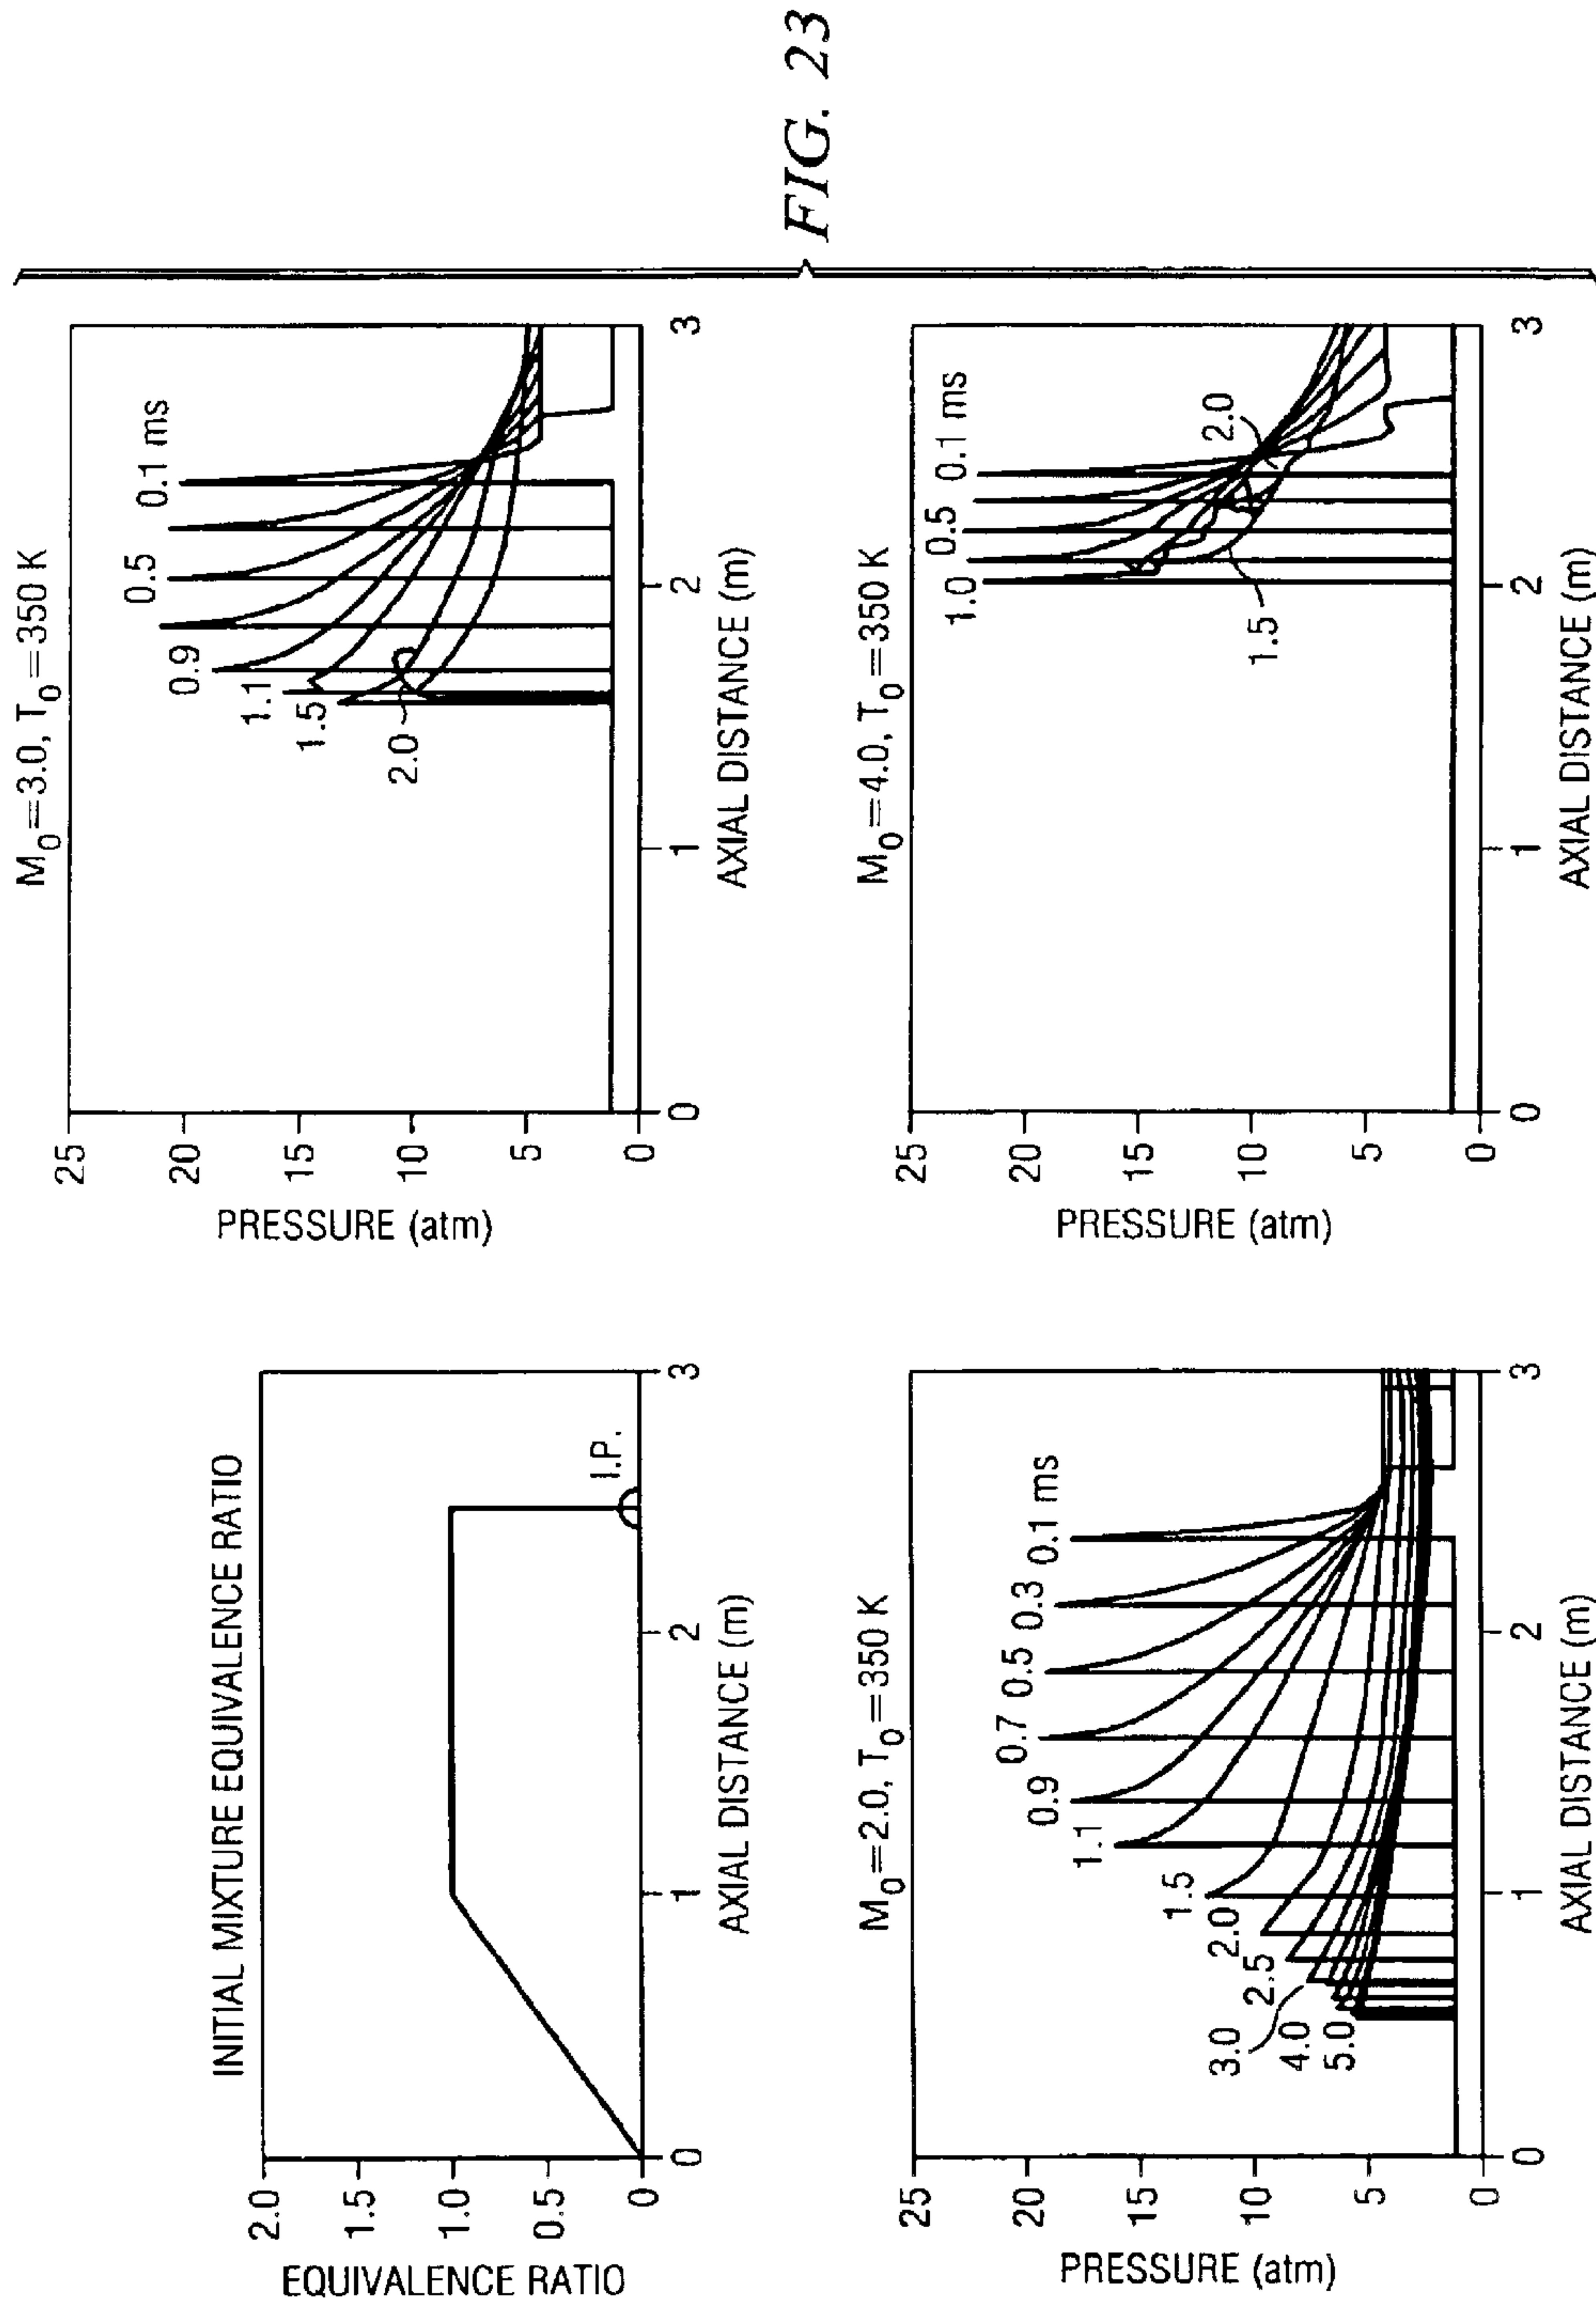 INITIAL MIXTURE EQUIVALENCE RATIO
EQUIVALENCE RATIO
2.0
1.5
1.0
0.5
0
I.P.
0 1 2 3
AXIAL DISTANCE (m)
M0=3.0, T0=350 K
PRESSURE (atm)
25
20
15
10
5
0
0.1 ms
0.5
0.9
1.1
1.5
2.0
0 1 2 3
AXIAL DISTANCE (m)
M0=2.0, T0=350 K
PRESSURE (atm)
25
20
15
10
5
0
0.1 ms
0.3
0.5
0.7
0.9
1.1
1.5
2.0
2.5
3.0
4.0
5.0
0 1 2 3
AXIAL DISTANCE (m)
M0=4.0, T0=350 K
PRESSURE (atm)
25
20
15
10
5
0
0.1 ms
0.5
1.0
1.5
2.0
0 1 2 3
AXIAL DISTANCE (m)
FIG. 23